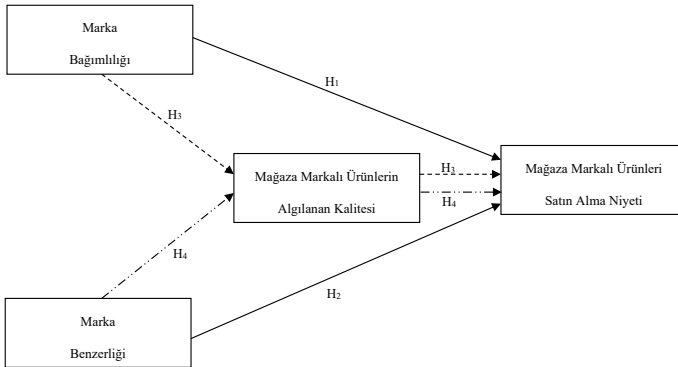 Marka
Bağımlılığı
H1
H3
Mağaza Markalı Ürünlerin
Algılanan Kalitesi
H3
H4
Mağaza Markalı Ürünleri
Satın Alma Niyeti
H4
H2
Marka
Benzerliği